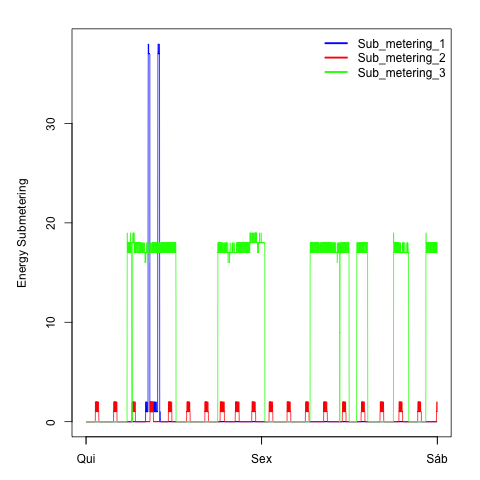 Sub_metering_1
Sub_metering_2
Sub_metering_3
Energy Submetering
30
20
10
0
Qui Sex Sáb